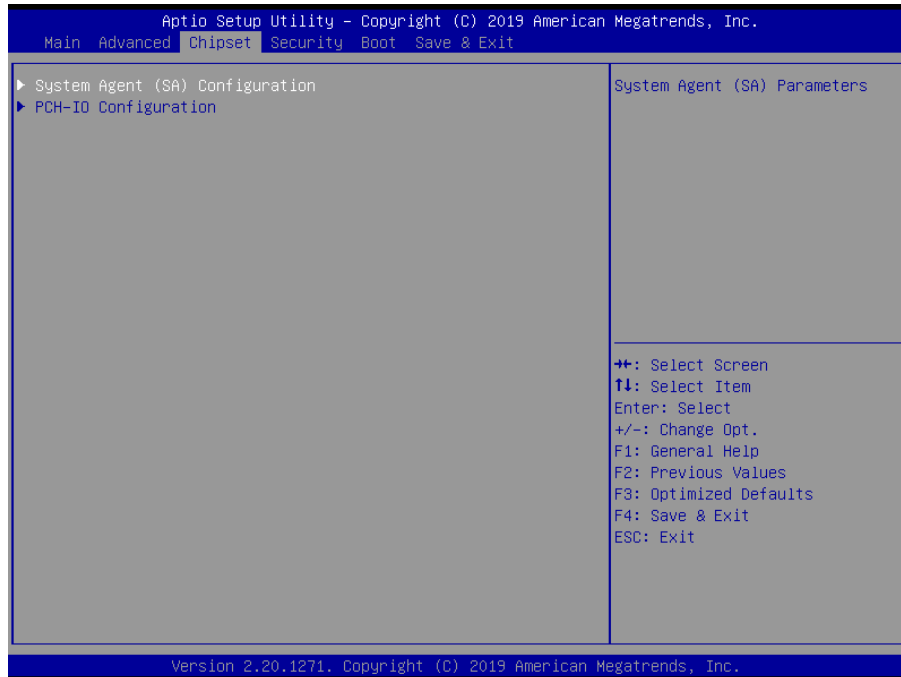 Aptio Setup Utility – Copyright (C) 2019 American Megatrends, Inc.
Main Advanced Chipset Security Boot Save & Exit
System Agent (SA) Configuration
PCH-IO Configuration
System Agent (SA) Parameters
→←: Select Screen
↑↓: Select Item
Enter: Select
+/-: Change Opt.
F1: General Help
F2: Previous Values
F3: Optimized Defaults
F4: Save & Exit
ESC: Exit
Version 2.20.1271. Copyright (C) 2019 American Megatrends, Inc.